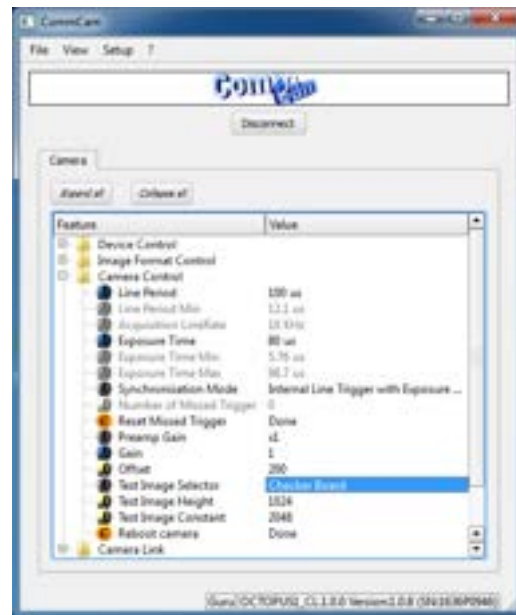 CommCam
File View Setup ?
Com Cam
Disconnect
Camera
Expand all Collapse all
Feature Value
Device Control
Image Format Control
Camera Control
Line Period 100 us
Line Period Min 12.1 us
Acquisition LineRate 10 KHz
Exposure Time 80 us
Exposure Time Min 5.76 us
Exposure Time Max 98.7 us
Synchronisation Mode Internal Line Trigger with Exposure ...
Number of Missed Trigger 0
Reset Missed Trigger Done
Preamp Gain x1
Gain 1
Offset 200
Test Image Selector Checker Board
Test Image Height 1024
Test Image Constant 2048
Reboot camera Done
Camera Link